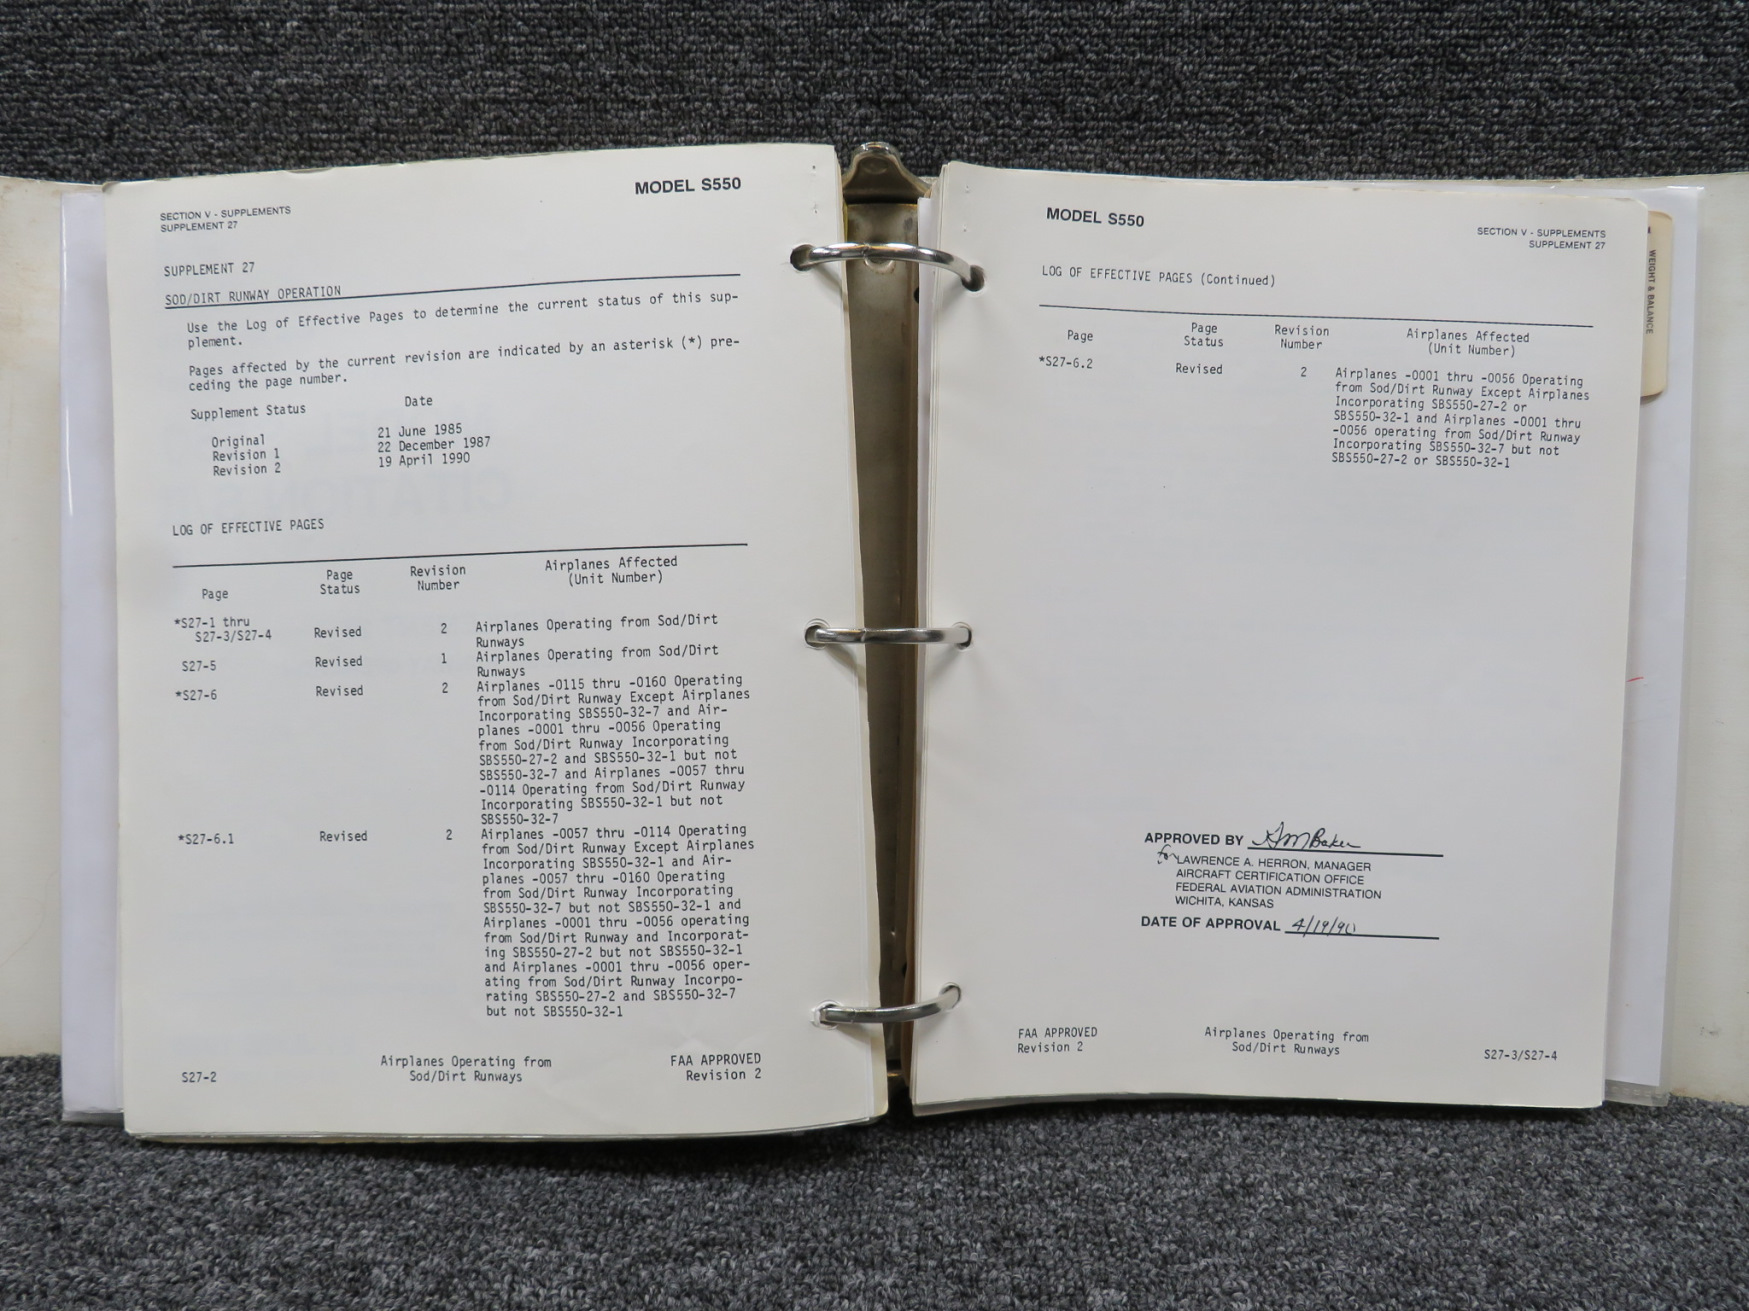 MODEL S550
SECTION V - SUPPLEMENTS
SUPPLEMENT 27
SUPPLEMENT 27
SOD/DIRT RUNWAY OPERATION
Use the Log of Effective Pages to determine the current status of this sup-
plement.
Pages affected by the current revision are indicated by an asterisk (*) pre-
ceding the page number.
Supplement Status Date
Original 21 June 1985
Revision 1 22 December 1987
Revision 2 19 April 1990
LOG OF EFFECTIVE PAGES
Page Page Status Revision Number Airplanes Affected (Unit Number)
*S27-1 thru
S27-3/S27-4 Revised 2 Airplanes Operating from Sod/Dirt
Runways
S27-5 Revised 1 Airplanes Operating from Sod/Dirt
Runways
*S27-6 Revised 2 Airplanes -0115 thru -0160 Operating
from Sod/Dirt Runway Except Airplanes
Incorporating SBS550-32-7 and Air-
planes -0001 thru -0056 Operating
from Sod/Dirt Runway Incorporating
SBS550-27-2 and SBS550-32-1 but not
SBS550-32-7 and Airplanes -0057 thru
-0114 Operating from Sod/Dirt Runway
Incorporating SBS550-32-1 but not
SBS550-32-7
*S27-6.1 Revised 2 Airplanes -0057 thru -0114 Operating
from Sod/Dirt Runway Except Airplanes
Incorporating SBS550-32-1 and Air-
planes -0057 thru -0160 Operating
from Sod/Dirt Runway Incorporating
SBS550-32-7 but not SBS550-32-1 and
Airplanes -0001 thru -0056 operating
from Sod/Dirt Runway and Incorporat-
ing SBS550-27-2 but not SBS550-32-1
and Airplanes -0001 thru -0056 oper-
ating from Sod/Dirt Runway Incorpo-
rating SBS550-27-2 and SBS550-32-7
but not SBS550-32-1
S27-2 Airplanes Operating from FAA APPROVED
Sod/Dirt Runways Revision 2
MODEL S550
SECTION V - SUPPLEMENTS
SUPPLEMENT 27
LOG OF EFFECTIVE PAGES (Continued)
Page Page Status Revision Number Airplanes Affected (Unit Number)
*S27-6.2 Revised 2 Airplanes -0001 thru -0056 Operating
from Sod/Dirt Runway Except Airplanes
Incorporating SBS550-27-2 or
SBS550-32-1 and Airplanes -0001 thru
-0056 operating from Sod/Dirt Runway
Incorporating SBS550-32-7 but not
SBS550-27-2 or SBS550-32-1
APPROVED BY Baker
for LAWRENCE A. HERRON, MANAGER
AIRCRAFT CERTIFICATION OFFICE
FEDERAL AVIATION ADMINISTRATION
WICHITA, KANSAS
DATE OF APPROVAL 4/19/90
FAA APPROVED Airplanes Operating from
Revision 2 Sod/Dirt Runways S27-3/S27-4
WEIGHT & BALANCE